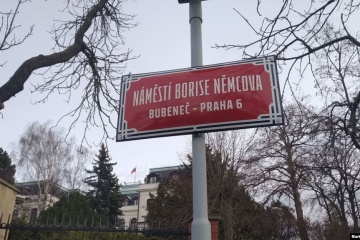 NÁMĚSTÍ BORISE NĚMCOVA
BUBENEČ - PRAHA 6